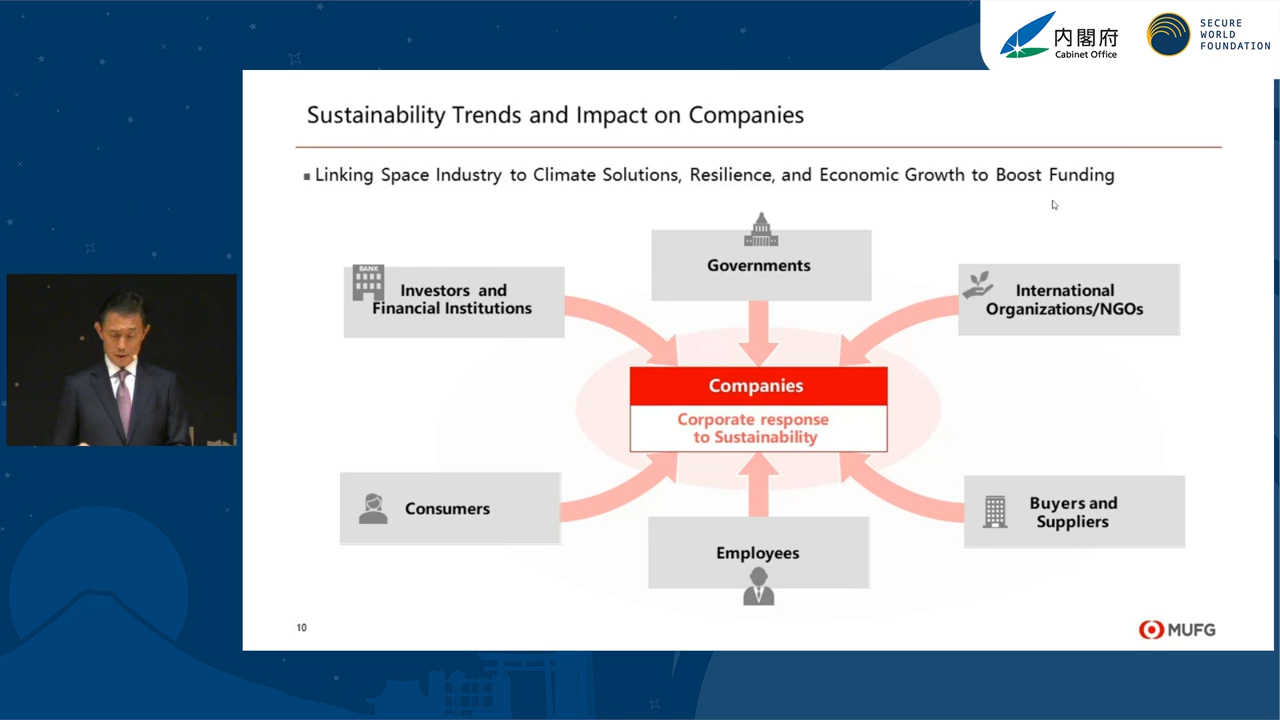 内閣府
Cabinet Office
SECURE
WORLD
FOUNDATION
Sustainability Trends and Impact on Companies
■ Linking Space Industry to Climate Solutions, Resilience, and Economic Growth to Boost Funding
Governments
BANK
Investors and
Financial Institutions
International
Organizations/NGOs
Companies
Corporate response
to Sustainability
Consumers
Buyers and
Suppliers
Employees
10
MUFG